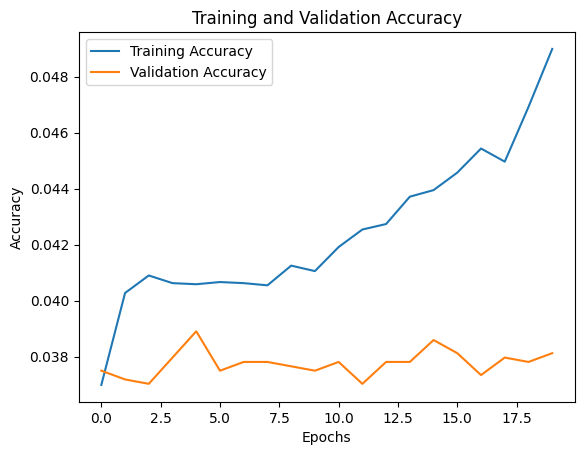 Training and Validation Accuracy
Training Accuracy
Validation Accuracy
0.048
0.046
0.044
0.042
0.040
0.038
Accuracy
0.0 2.5 5.0 7.5 10.0 12.5 15.0 17.5
Epochs